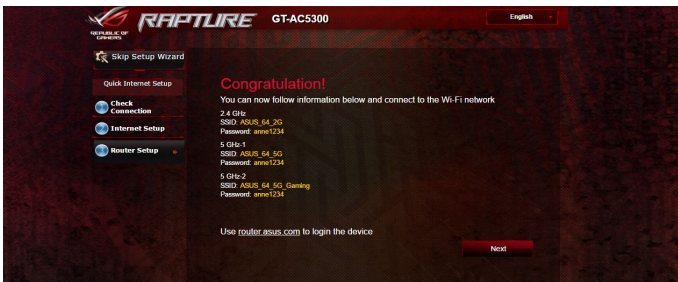 REPUBLIC OF
GAMERS
RAPTURE
GT-AC5300
English
Skip Setup Wizard
Quick Internet Setup
Check
Connection
Internet Setup
Router Setup
Congratulation!
You can now follow information below and connect to the Wi-Fi network
2.4 GHz
SSID: ASUS_64_2G
Password: anne1234
5 GHz-1
SSID: ASUS_64_5G
Password: anne1234
5 GHz-2
SSID: ASUS_64_5G_Gaming
Password: anne1234
Use router.asus.com to login the device
Next